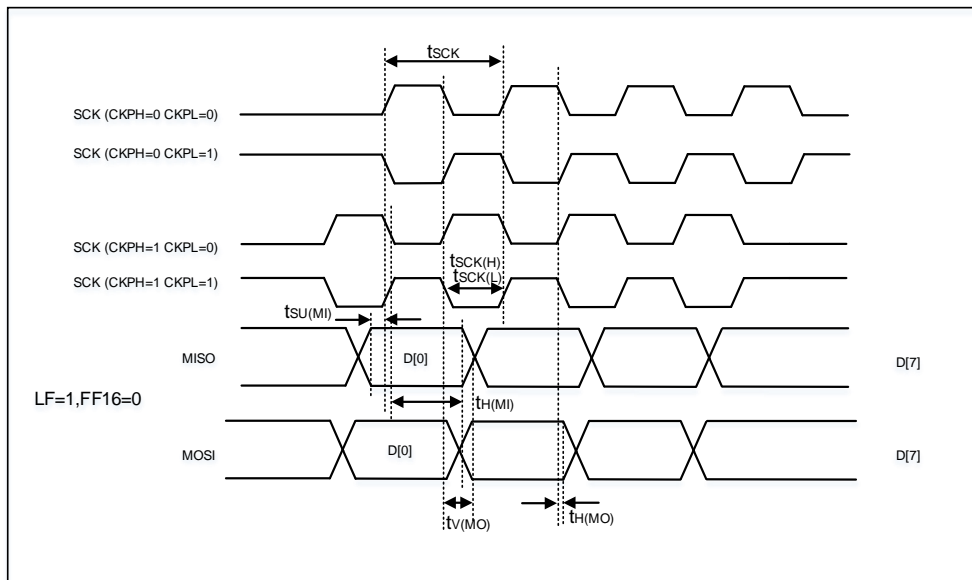 tSCK
SCK (CKPH=0 CKPL=0)
SCK (CKPH=0 CKPL=1)
SCK (CKPH=1 CKPL=0)
tSCK(H)
tSCK(L)
SCK (CKPH=1 CKPL=1)
tSU(MI)
MISO
D[0]
D[7]
LF=1,FF16=0
tH(MI)
MOSI
D[0]
D[7]
tV(MO)
tH(MO)